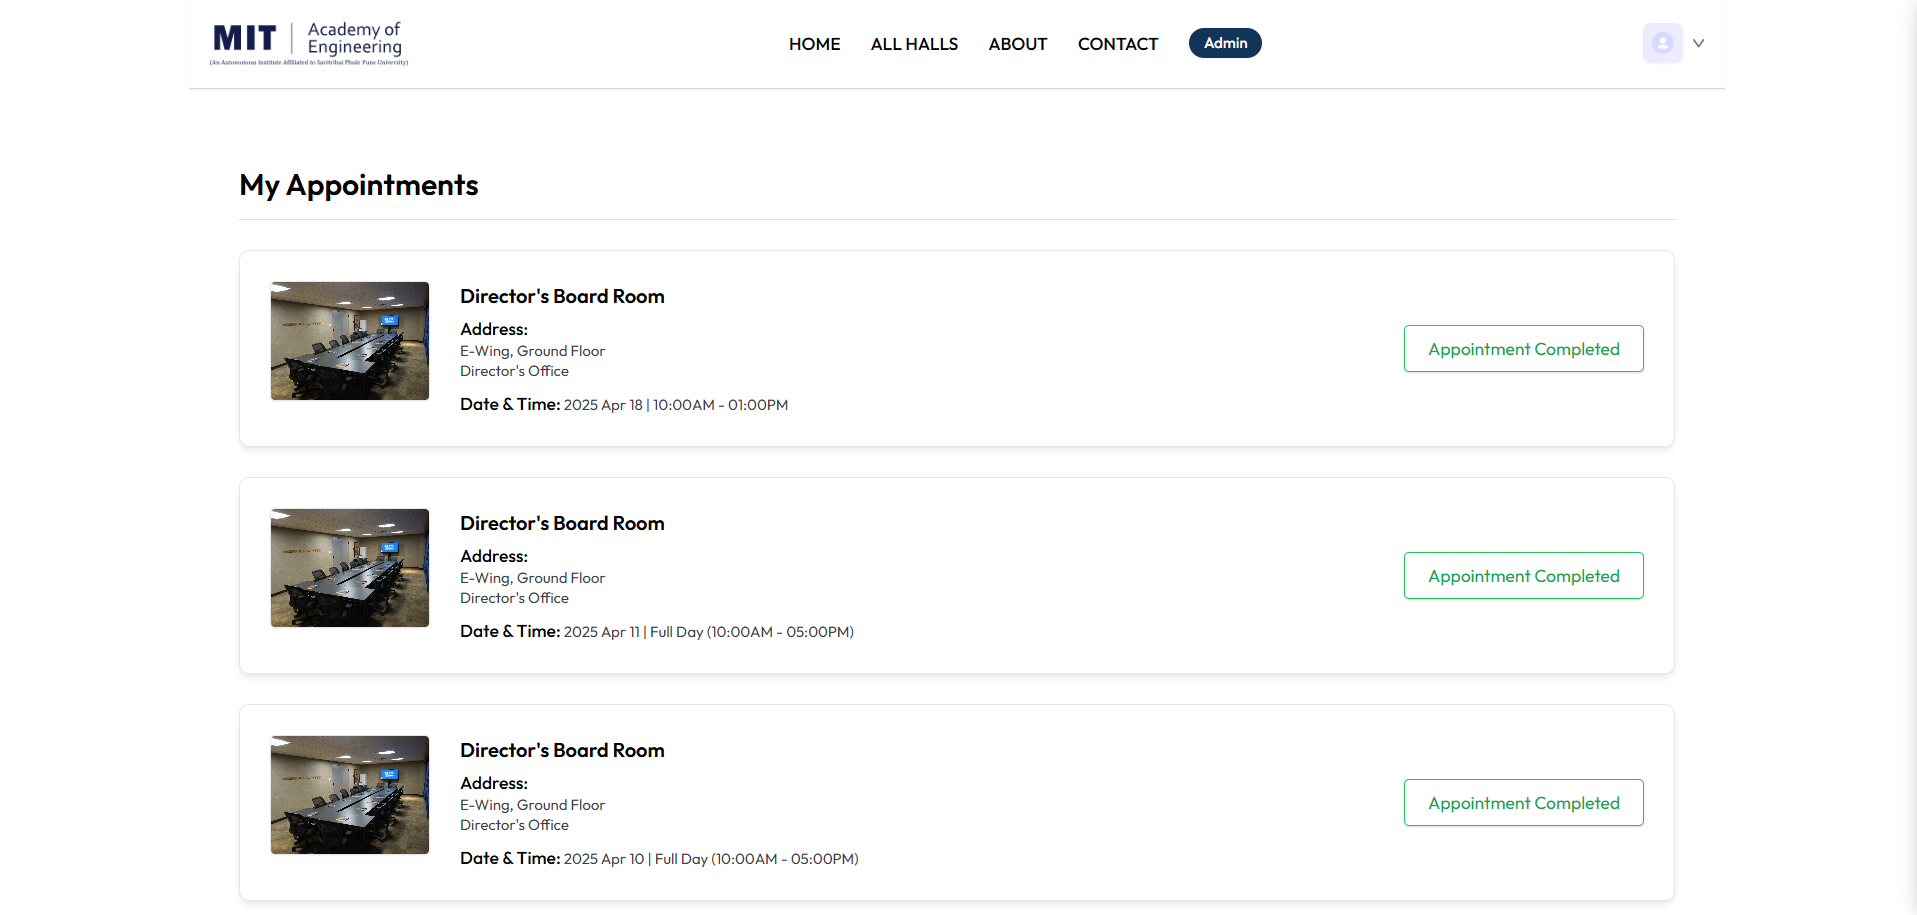 MIT
Academy of
Engineering
(An Autonomous Institute Affiliated to Savitribai Phule Pune University)
HOME
ALL HALLS
ABOUT
CONTACT
Admin
My Appointments
Director's Board Room
Address:
E-Wing, Ground Floor
Director's Office
Date & Time: 2025 Apr 18 | 10:00AM - 01:00PM
Appointment Completed
Director's Board Room
Address:
E-Wing, Ground Floor
Director's Office
Date & Time: 2025 Apr 11 | Full Day (10:00AM - 05:00PM)
Appointment Completed
Director's Board Room
Address:
E-Wing, Ground Floor
Director's Office
Date & Time: 2025 Apr 10 | Full Day (10:00AM - 05:00PM)
Appointment Completed